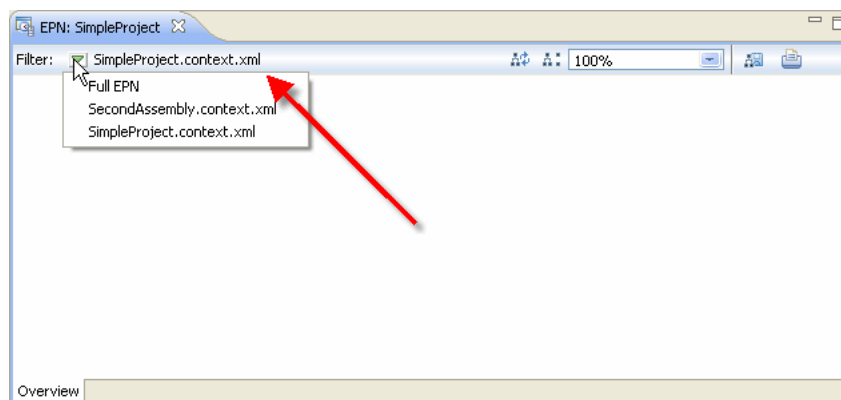 EPN: SimpleProject
Filter: SimpleProject.context.xml 100%
Full EPN
SecondAssembly.context.xml
SimpleProject.context.xml
Overview